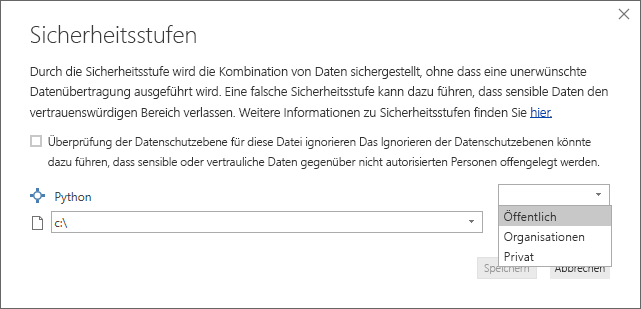 Sicherheitsstufen
Durch die Sicherheitsstufe wird die Kombination von Daten sichergestellt, ohne dass eine unerwünschte
Datenübertragung ausgeführt wird. Eine falsche Sicherheitsstufe kann dazu führen, dass sensible Daten den
vertrauenswürdigen Bereich verlassen. Weitere Informationen zu Sicherheitsstufen finden Sie hier.
Überprüfung der Datenschutzebene für diese Datei ignorieren Das Ignorieren der Datenschutzebenen könnte
dazu führen, dass sensible oder vertrauliche Daten gegenüber nicht autorisierten Personen offengelegt werden.
Python
Öffentlich
c:\
Organisationen
Privat
Speichern Abbrechen